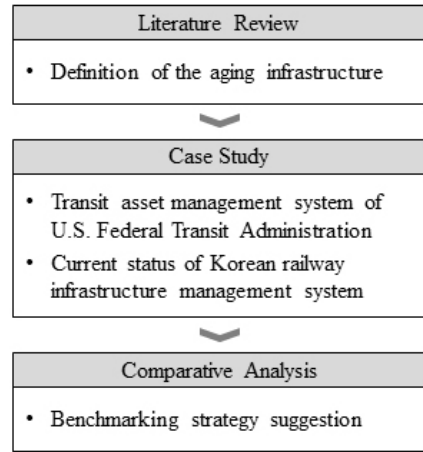 Literature Review
• Definition of the aging infrastructure
Case Study
• Transit asset management system of
U.S. Federal Transit Administration
• Current status of Korean railway
infrastructure management system
Comparative Analysis
• Benchmarking strategy suggestion